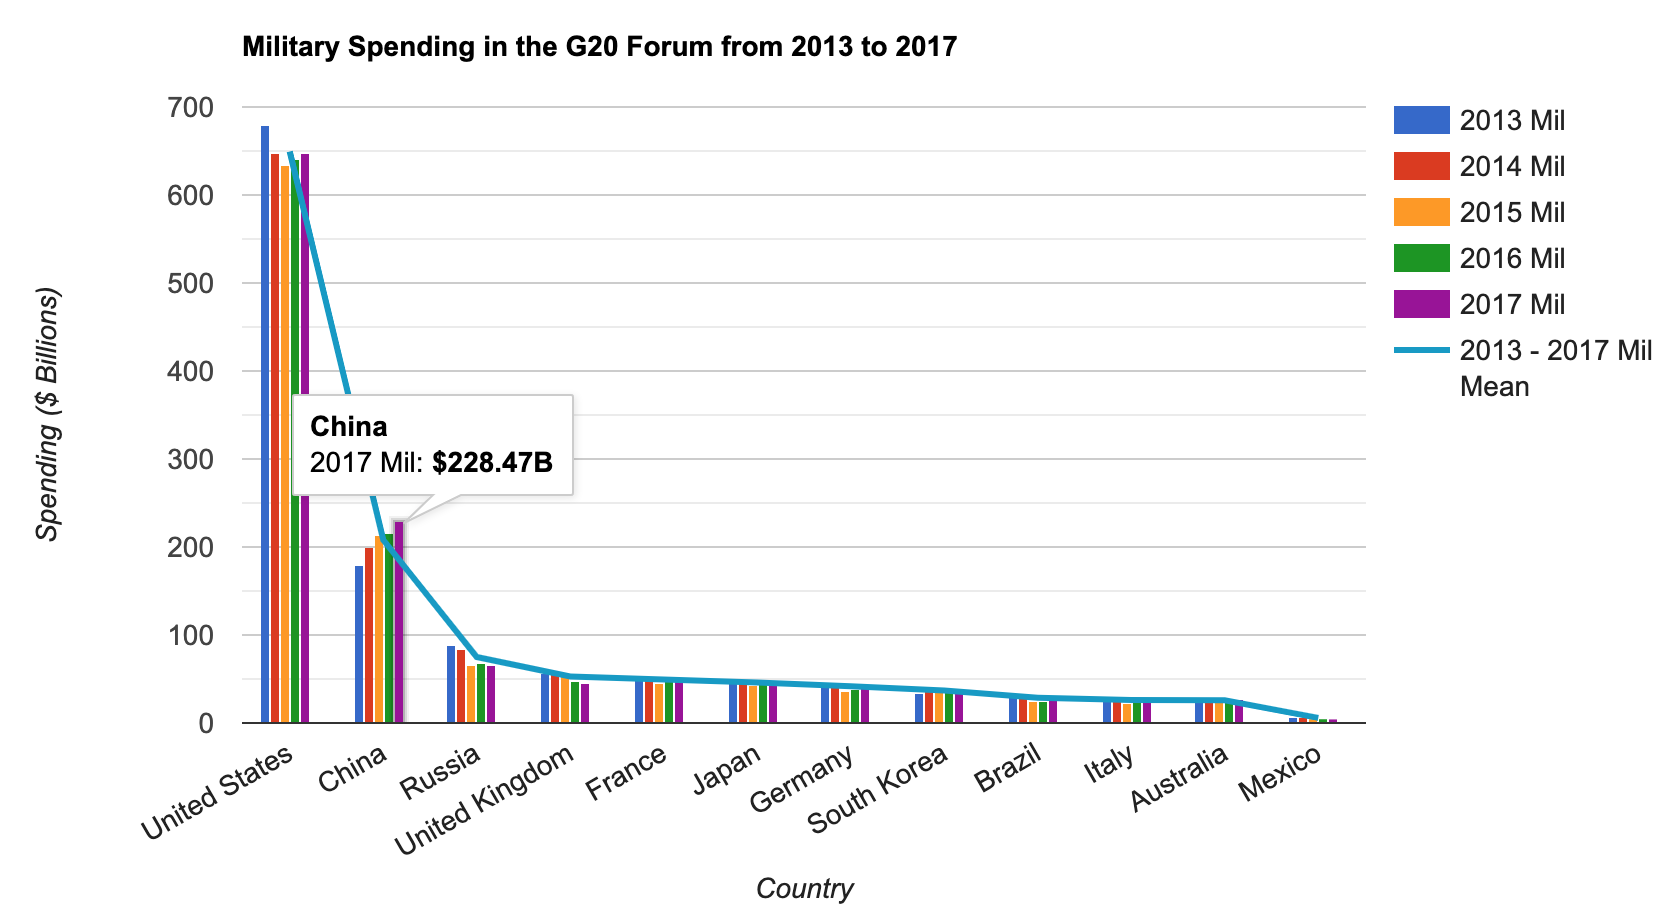 Military Spending in the G20 Forum from 2013 to 2017
700
600
500
400
300
200
100
0
Spending ($ Billions)
China
2017 Mil: $228.47B
2013 Mil
2014 Mil
2015 Mil
2016 Mil
2017 Mil
2013 - 2017 Mil
Mean
United States
China
Russia
United Kingdom
France
Japan
Germany
South Korea
Brazil
Italy
Australia
Mexico
Country